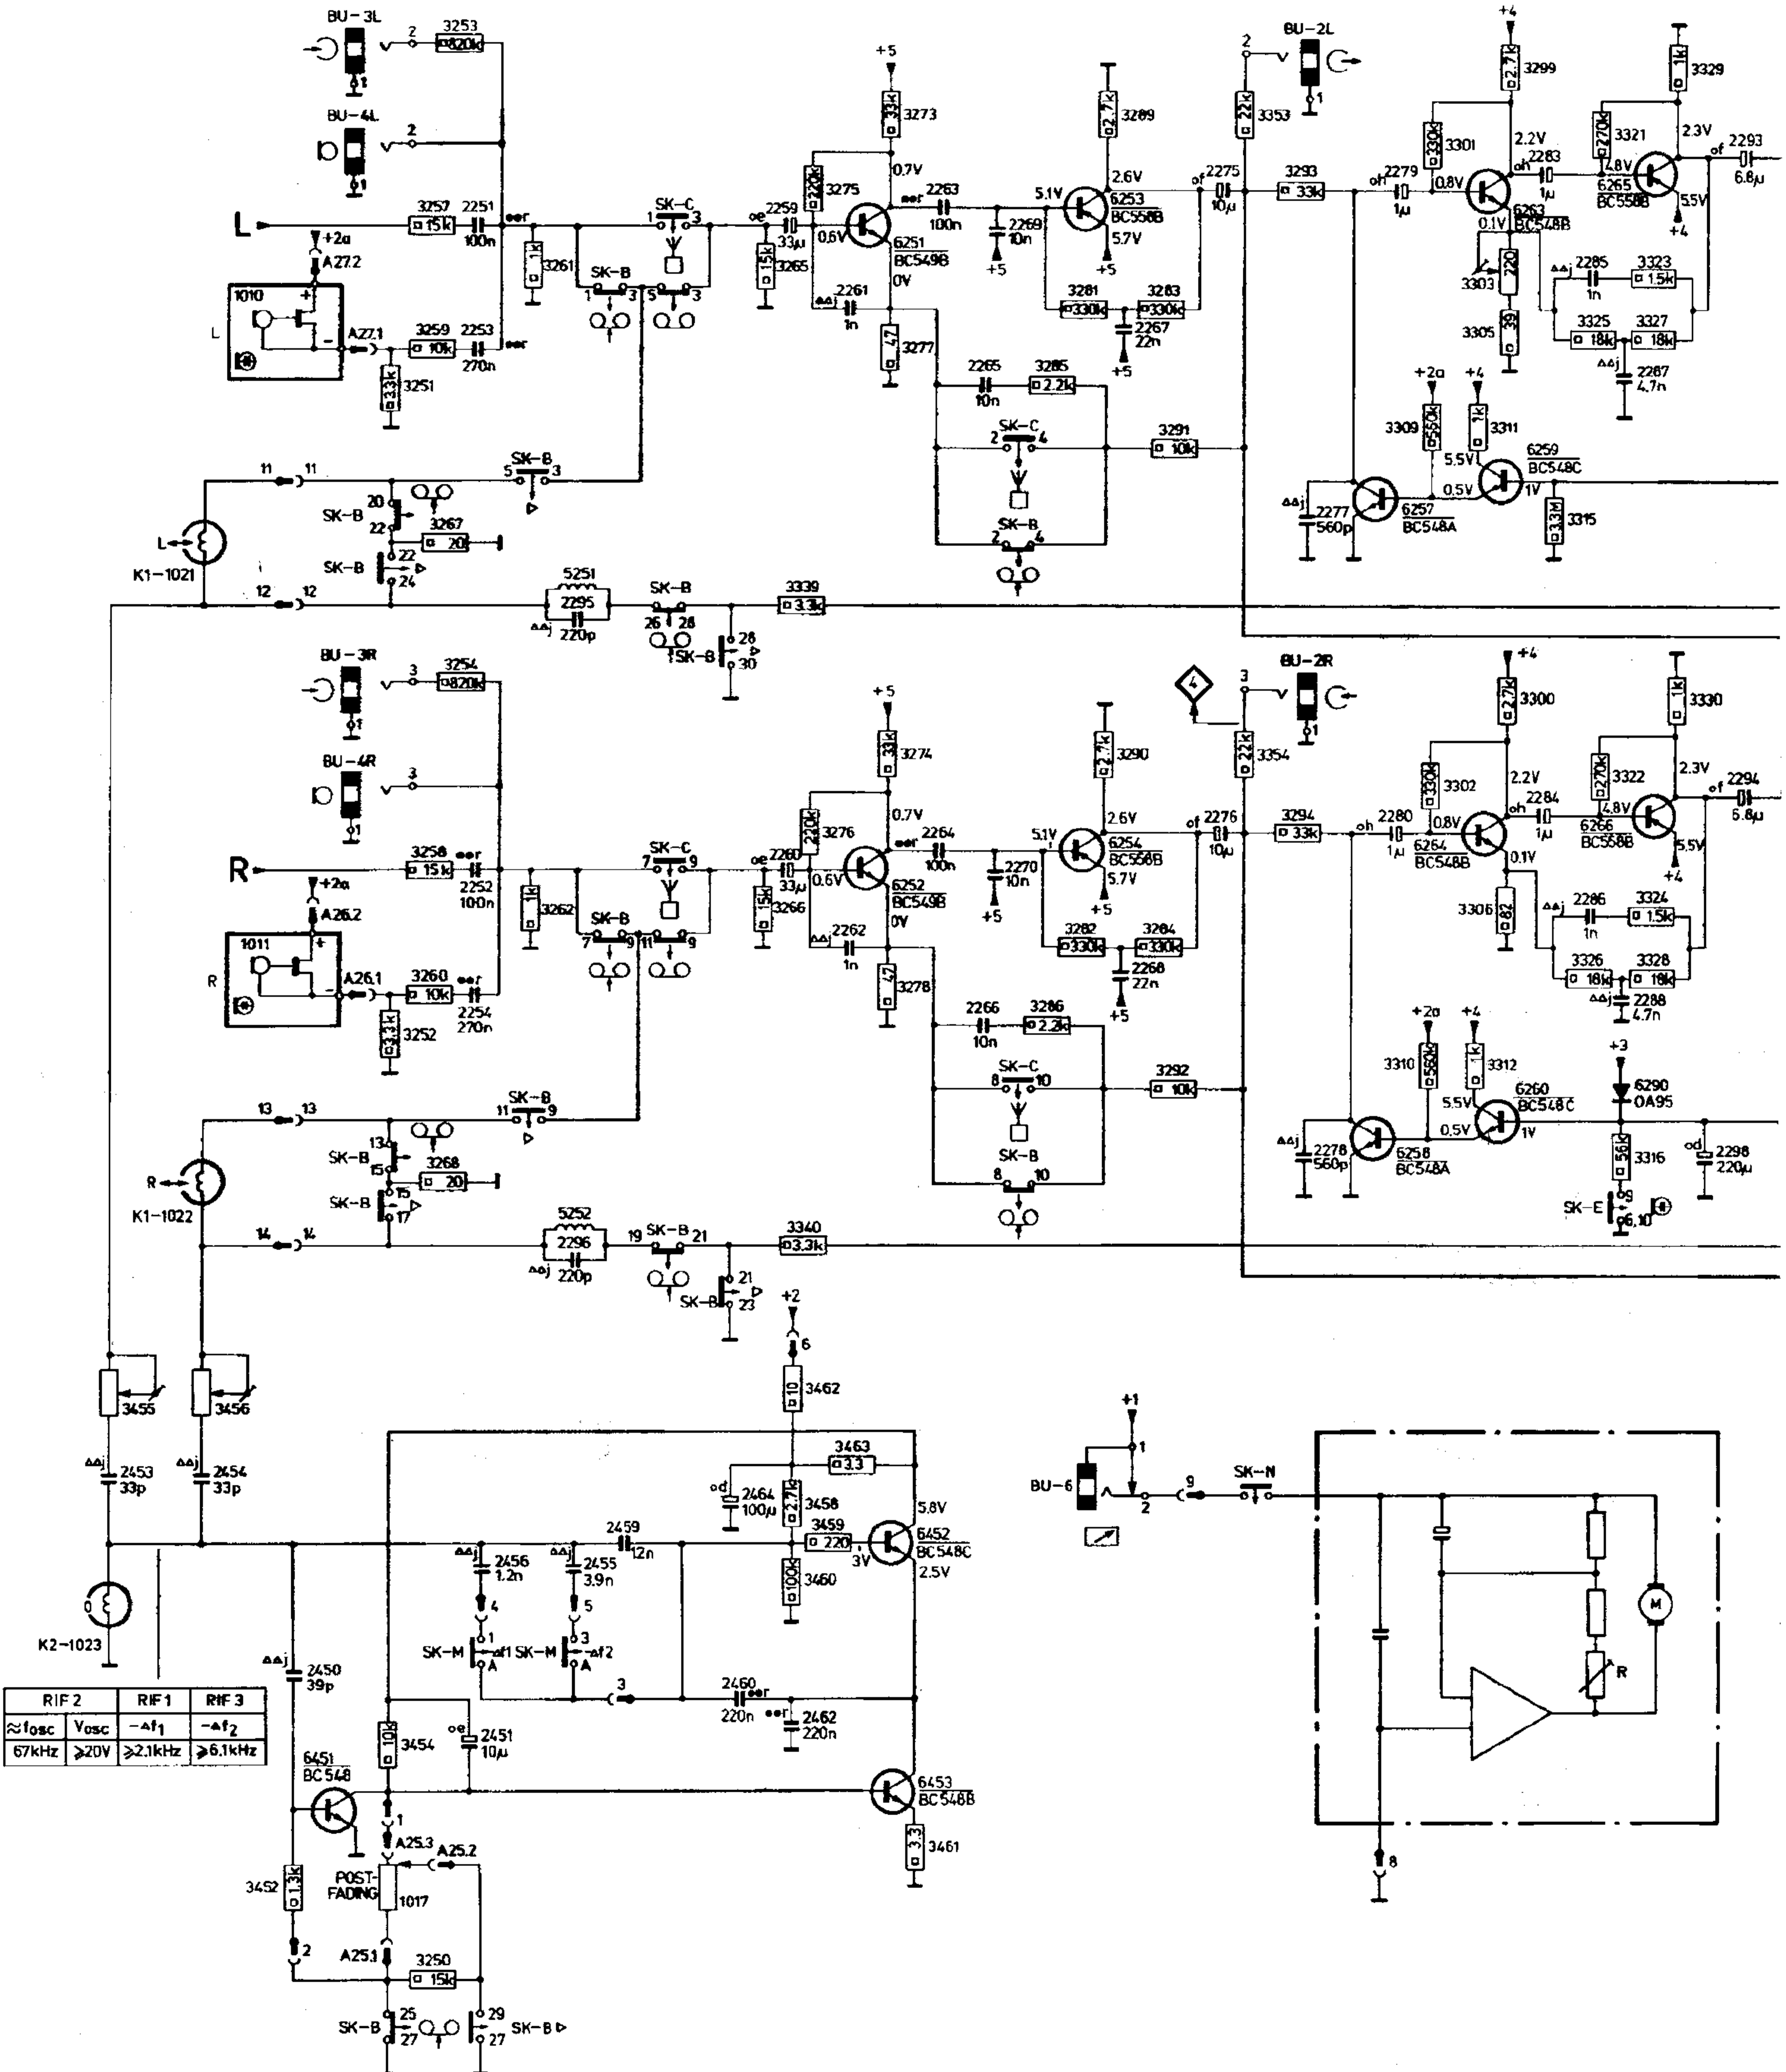 BU-3L
2
3253
820k
1
BU-4L
2
1
L
3257
15k
2251
100n
+2a
A27.2
1010
+
L
-
A27.1
3259
10k
2253
270n
3.3k
3251
1k
3261
SK-C
1 3
SK-B
1 3
5 3
oe 2259
33µ
15k
3265
220k
3275
+5
33k
3273
0.7V
0.6V
6251
BC549B
0V
2261
1n
47
3277
2263
100n
2269
10n
+5
2.7k
3289
2.6V
5.1V
6253
BC558B
5.7V
+5
3281
330k
3283
330k
2267
22n
+5
2265
10n
3285
2.2k
SK-C
2 4
SK-B
2 4
3291
10k
of 2275
10µ
2
BU-2L
1
22k
3353
3293
33k
oh 2279
1µ
330k
3301
+4
2.7k
3299
2.2V
0.8V
6263
BC548B
0.1V
220
3303
39
3305
oh 2283
1µ
270k
3321
1k
3329
2.3V
4.8V
6265
BC558B
5.5V
+4
of 2293
6.8µ
2285
1n
3323
1.5k
3325
18k
3327
18k
2287
4.7n
+2a
3309
560k
+4
1k
3311
5.5V
0.5V
6259
BC548C
1V
3.3M
3315
2277
560p
6257
BC548A
11 11
SK-B
5 3
20
SK-B
22
3267
20
22
SK-B
24
L
K1-1021
12 12
5251
2295
220p
SK-B
26 28
28
SK-B
30
3339
3.3k
BU-3R
3
3254
820k
1
BU-4R
3
1
R
3258
15k
2252
100n
+2a
A26.2
1011
+
R
-
A26.1
3260
10k
2254
270n
3.3k
3252
1k
3262
SK-C
7 9
SK-B
7 9
11 9
oe 2260
33µ
15k
3266
220k
3276
+5
33k
3274
0.7V
0.6V
6252
BC549B
0V
2262
1n
47
3278
2264
100n
2270
10n
+5
2.7k
3290
2.6V
5.1V
6254
BC558B
5.7V
+5
3282
330k
3284
330k
2268
22n
+5
2266
10n
3286
2.2k
SK-C
8 10
SK-B
8 10
3292
10k
of 2276
10µ
4
3
BU-2R
1
22k
3354
3294
33k
oh 2280
1µ
330k
3302
+4
2.7k
3300
2.2V
0.8V
6264
BC548B
0.1V
3306
82
oh 2284
1µ
270k
3322
1k
3330
2.3V
4.8V
6266
BC558B
5.5V
+4
of 2294
6.8µ
2286
1n
3324
1.5k
3326
18k
3328
18k
2288
4.7n
+2a
3310
560k
+4
1k
3312
5.5V
0.5V
6260
BC548C
1V
+3
6290
OA95
56k
3316
od 2298
220µ
SK-E
9
6,10
2278
560p
6258
BC548A
13 13
SK-B
11 9
13
SK-B
15
3268
20
15
SK-B
17
R
K1-1022
14 14
5252
2296
220p
19 SK-B 21
21
SK-B
23
3340
3.3k
3455
3456
2453
33p
2454
33p
+2
6
10
3462
3463
3.3
od
2464
100µ
2.7k
3458
3459
220
3V
100k
3460
5.8V
6452
BC548C
2.5V
2459
12n
2456
1.2n
2455
3.9n
4
5
SK-M
1
-Δf1
A
SK-M
3
-Δf2
A
3
2460
220n
2462
220n
K2-1023
2450
39p
RIF 2 RIF 1 RIF 3
≈fosc Vosc -Δf1 -Δf2
67kHz ≥20V ≥2.1kHz ≥6.1kHz
10k
3454
oe
2451
10µ
6451
BC548
6453
BC548B
3.3
3461
1
A25.3
A25.2
POST-
FADING
1017
3452
1.3k
2
A25.1
3250
15k
25
SK-B
27
29
27
SK-B
+1
1
BU-6
2
9
SK-N
M
R
8